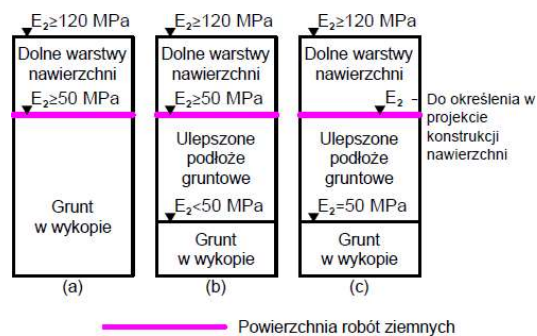 E₂≥120 MPa
Dolne warstwy
nawierzchni
E₂≥50 MPa
Grunt
w wykopie
(a)
E₂≥120 MPa
Dolne warstwy
nawierzchni
E₂≥50 MPa
Ulepszone
podłoże
gruntowe
E₂<50 MPa
Grunt
w wykopie
(b)
E₂≥120 MPa
Dolne warstwy
nawierzchni
E₂ - Do określenia w
projekcie
konstrukcji
nawierzchni
Ulepszone
podłoże
gruntowe
E₂=50 MPa
Grunt
w wykopie
(c)
Powierzchnia robót ziemnych